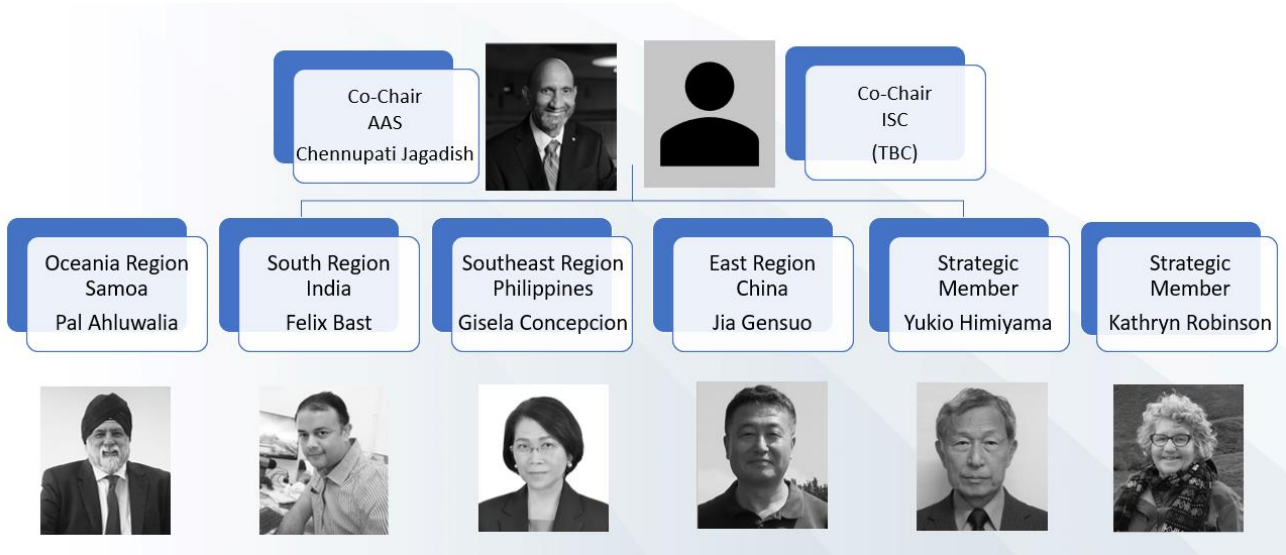 Co-Chair
AAS
Chennupati Jagadish
Co-Chair
ISC
(TBC)
Oceania Region
Samoa
Pal Ahluwalia
South Region
India
Felix Bast
Southeast Region
Philippines
Gisela Concepcion
East Region
China
Jia Gensuo
Strategic
Member
Yukio Himiyama
Strategic
Member
Kathryn Robinson